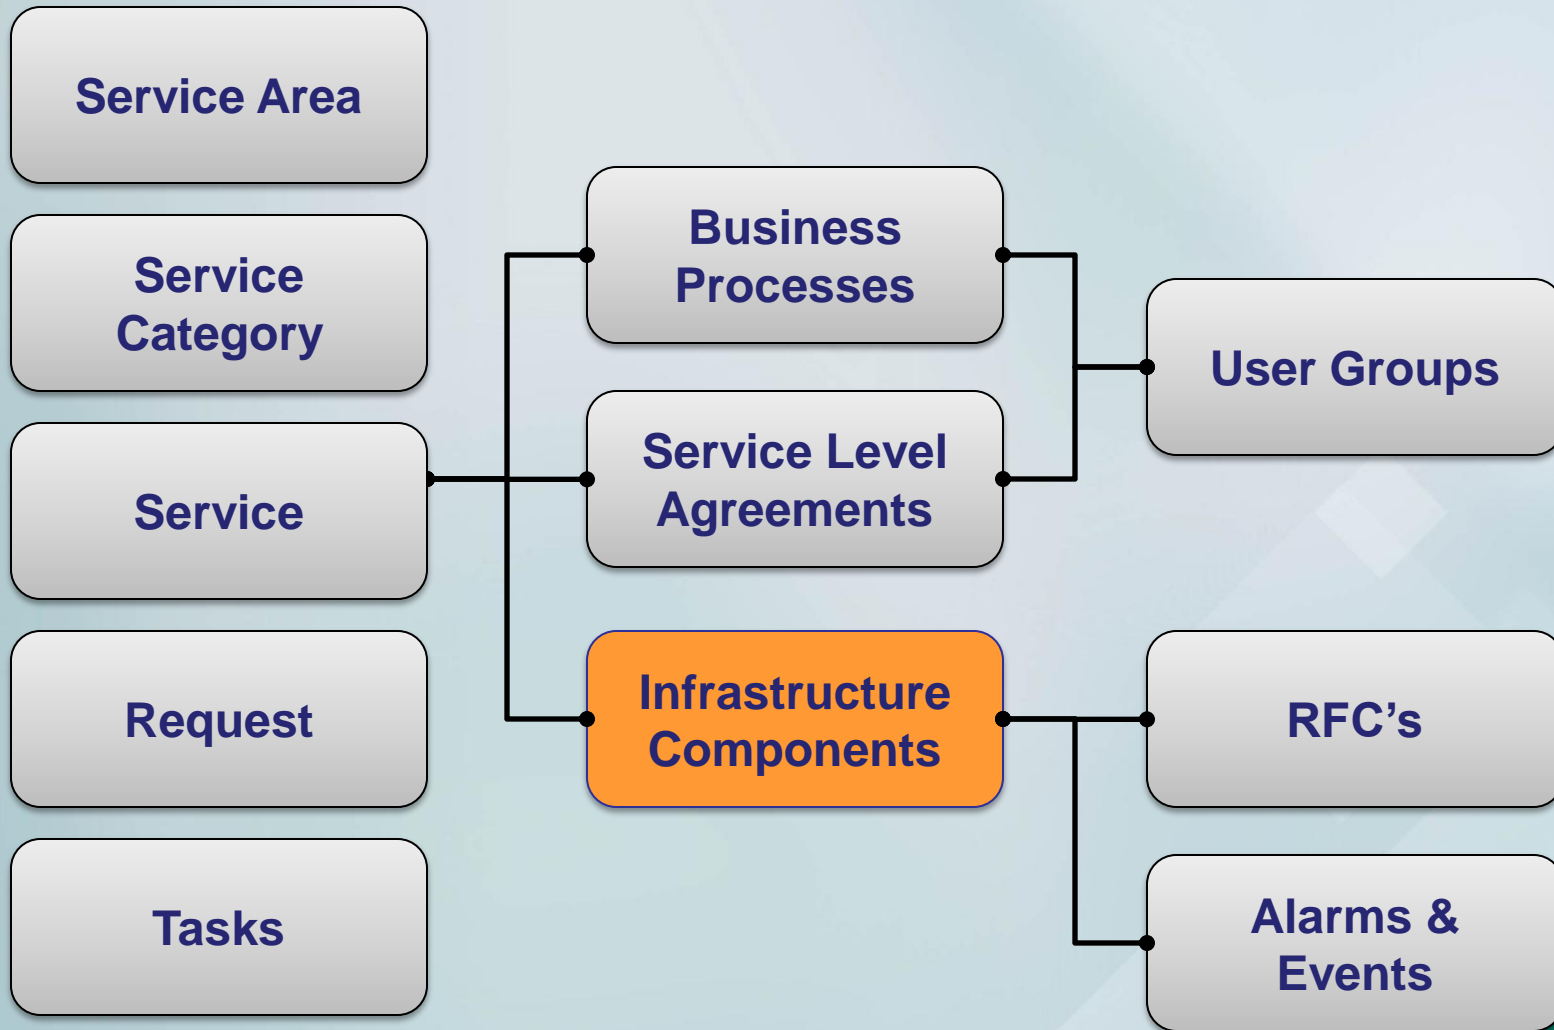 Service Area
Service
Category
Service
Request
Tasks
Business
Processes
Service Level
Agreements
Infrastructure
Components
User Groups
RFC’s
Alarms &
Events